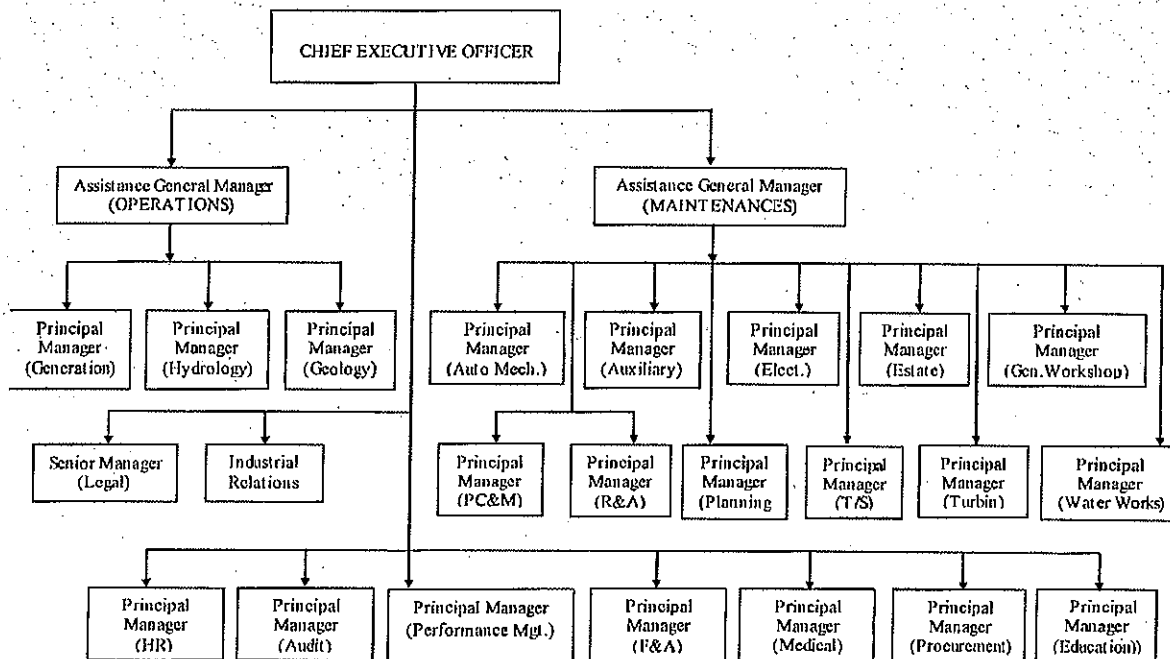 CHIEF EXECUTIVE OFFICER
Assistance General Manager
(OPERATIONS)
Assistance General Manager
(MAINTENANCES)
Principal
Manager
(Generation)
Principal
Manager
(Hydrology)
Principal
Manager
(Geology)
Principal
Manager
(Auto Mech.)
Principal
Manager
(Auxiliary)
Principal
Manager
(Elect.)
Principal
Manager
(Estate)
Principal
Manager
(Gen.Workshop)
Senior Manager
(Legal)
Industrial
Relations
Principal
Manager
(PC&M)
Principal
Manager
(R&A)
Principal
Manager
(Planning
Principal
Manager
(T/S)
Principal
Manager
(Turbin)
Principal
Manager
(Water Works)
Principal
Manager
(HR)
Principal
Manager
(Audit)
Principal Manager
(Performance Mgt.)
Principal
Manager
(F&A)
Principal
Manager
(Medical)
Principal
Manager
(Procurement)
Principal
Manager
(Education))